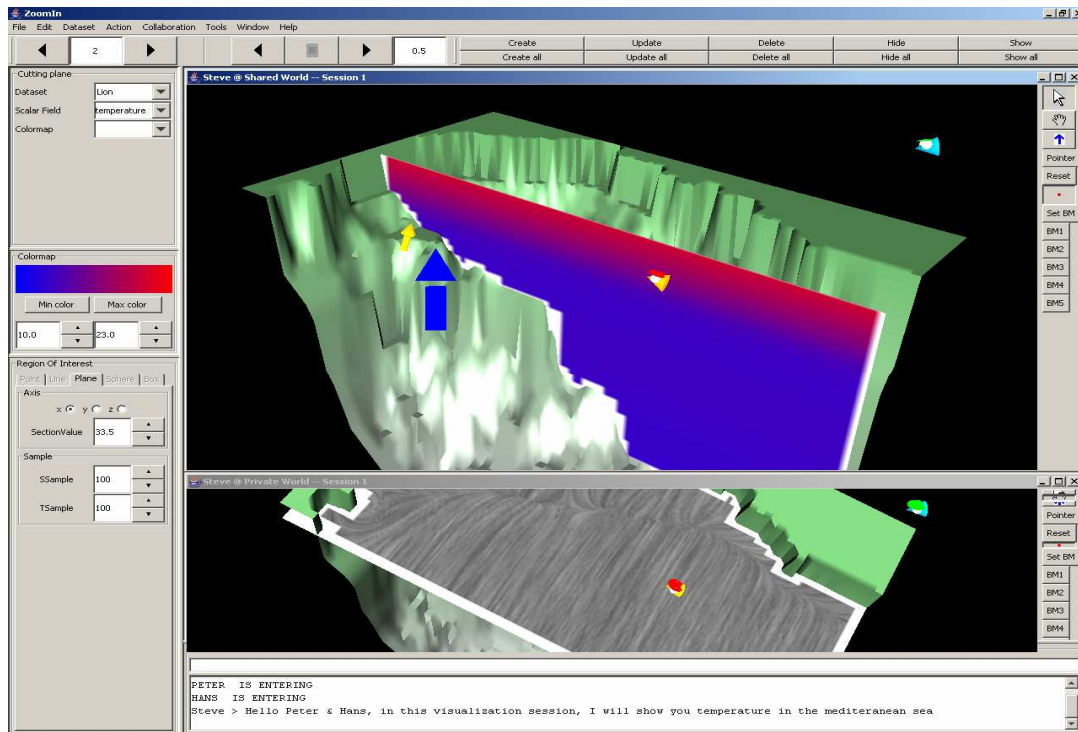 ZoomIn
File Edit Dataset Action Collaboration Tools Window Help
2
0.5
Create Update Delete Hide Show
Create all Update all Delete all Hide all Show all
Cutting plane
Dataset Lion
Scalar Field temperature
Colormap
Colormap
Min color Max color
10.0 23.0
Region Of Interest
Point Line Plane Sphere Box
Axis
x y z
SectionValue 33.5
Sample
SSample 100
TSample 100
Steve @ Shared World -- Session 1
Pointer
Reset
Set BM
BM1
BM2
BM3
BM4
BM5
Steve @ Private World -- Session 1
Pointer
Reset
Set BM
BM1
BM2
BM3
BM4
PETER IS ENTERING
HANS IS ENTERING
Steve > Hello Peter & Hans, in this visualization session, I will show you temperature in the mediteranean sea